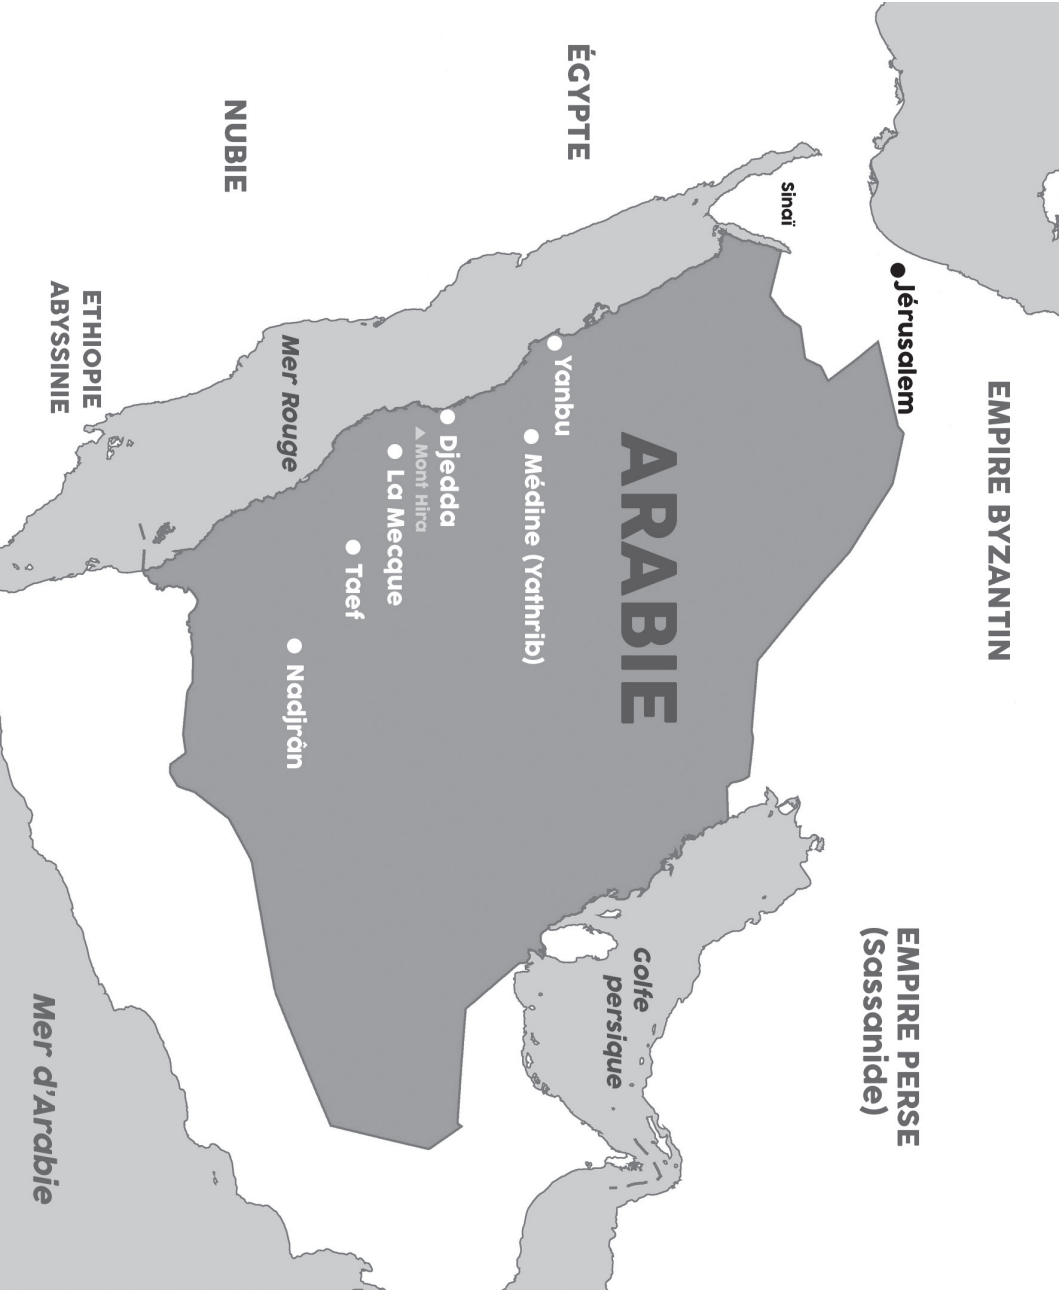 EMPIRE BYZANTIN
Jérusalem
EMPIRE PERSE
(Sassanide)
Sinaï
ÉGYPTE
ARABIE
Golfe
persique
Yanbu
Médine (Yathrib)
Djedda
Mont Hira
La Mecque
Taef
Nadjrân
Mer Rouge
NUBIE
ETHIOPIE
ABYSSINIE
Mer d'Arabie